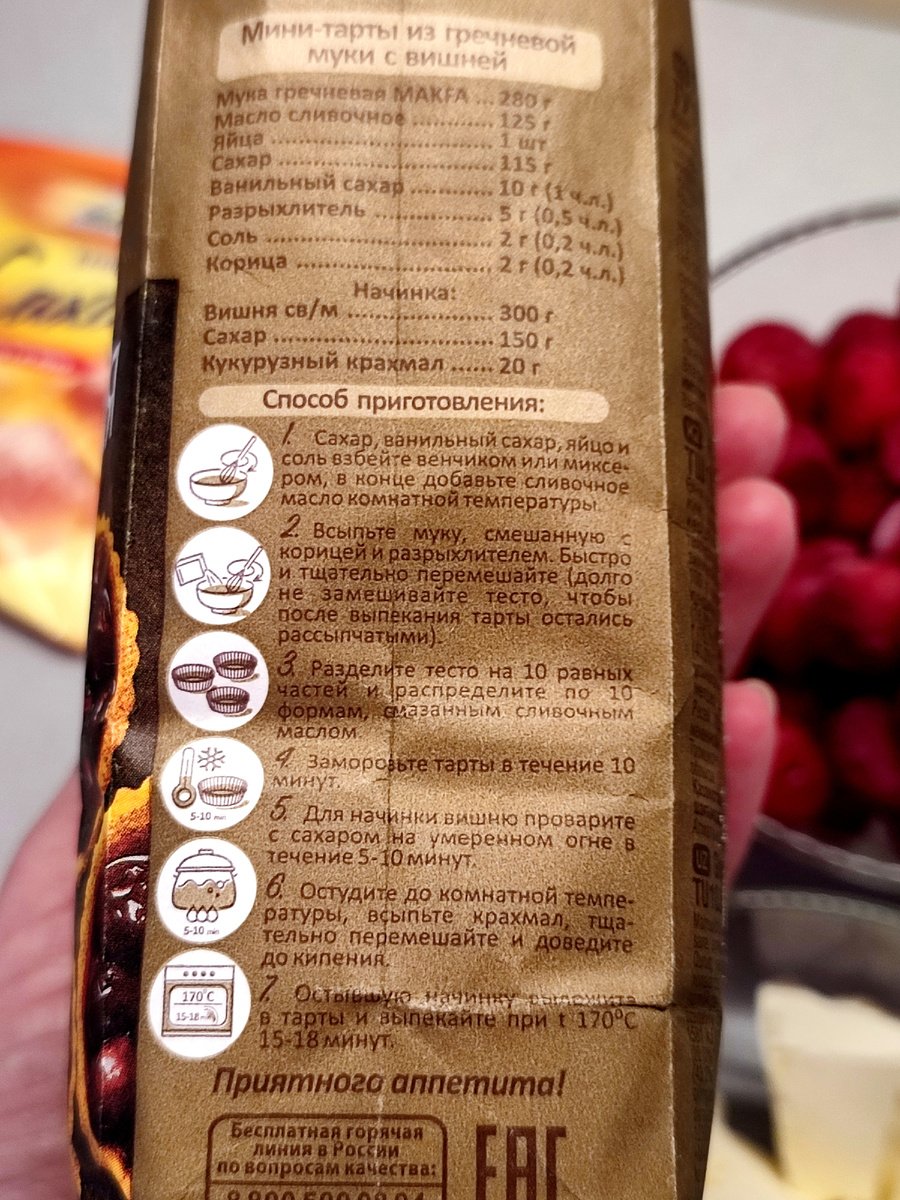 Мини-тарты из гречневой
муки с вишней
Мука гречневая MAKFA ... 280 г
Масло сливочное .............. 125 г
Яйца ................................ 1 шт
Сахар ............................... 115 г
Ванильный сахар ............ 10 г (1 ч.л.)
Разрыхлитель .................. 5 г (0,5 ч.л.)
Соль ................................. 2 г (0,2 ч.л.)
Корица ............................. 2 г (0,2 ч.л.)
Начинка:
Вишня св/м ...................... 300 г
Сахар ................................ 150 г
Кукурузный крахмал ...... 20 г
Способ приготовления:
1. Сахар, ванильный сахар, яйцо и
соль взбейте венчиком или миксе-
ром, в конце добавьте сливочное
масло комнатной температуры.
2. Всыпьте муку, смешанную с
корицей и разрыхлителем. Быстро
и тщательно перемешайте (долго
не замешивайте тесто, чтобы
после выпекания тарты остались
рассыпчатыми).
3. Разделите тесто на 10 равных
частей и распределите по 10
формам, смазанным сливочным
маслом.
4. Заморозьте тарты в течение 10
минут.
5-10 min
5. Для начинки вишню проварите
с сахаром на умеренном огне в
течение 5-10 минут.
5-10 min
6. Остудите до комнатной темпе-
ратуры, всыпьте крахмал, тща-
тельно перемешайте и доведите
до кипения.
170°C
15-18 min
7. Остывшую начинку выложите
в тарты и выпекайте при t 170°C
15-18 минут.
Приятного аппетита!
Бесплатная горячая
линия в России
по вопросам качества:
EAC